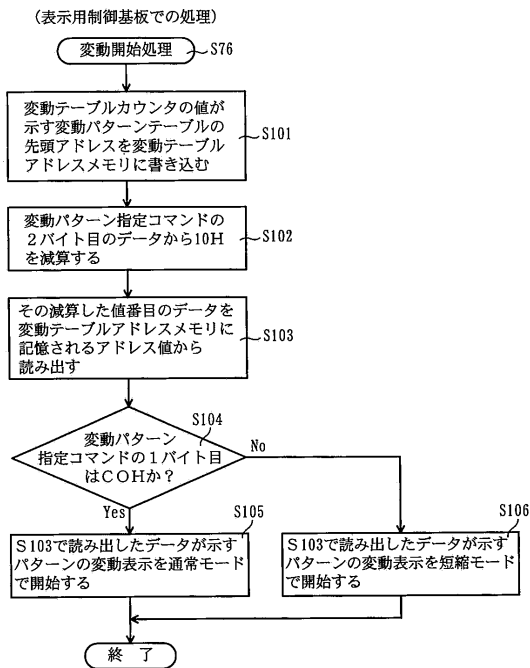 (表示用制御基板での処理)
変動開始処理
S76
変動テーブルカウンタの値が
示す変動パターンテーブルの
先頭アドレスを変動テーブル
アドレスメモリに書き込む
S101
変動パターン指定コマンドの
2バイト目のデータから10H
を減算する
S102
その減算した値番目のデータを
変動テーブルアドレスメモリに
記憶されるアドレス値から
読み出す
S103
S104
変動パターン
指定コマンドの1バイト目
はC0Hか?
No
Yes
S105
S103で読み出したデータが示す
パターンの変動表示を通常モード
で開始する
S106
S103で読み出したデータが示す
パターンの変動表示を短縮モード
で開始する
終 了